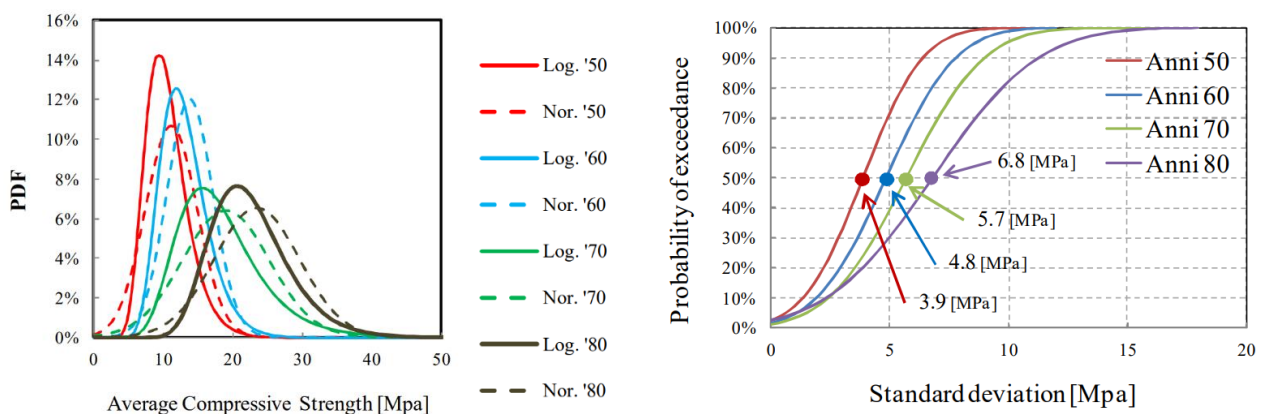 16%
14%
12%
10%
8%
6%
4%
2%
0%
PDF
0 10 20 30 40 50
Average Compressive Strength [Mpa]
Log. '50
Nor. '50
Log. '60
Nor. '60
Log. '70
Nor. '70
Log. '80
Nor. '80
100%
90%
80%
70%
60%
50%
40%
30%
20%
10%
0%
Probability of exceedance
Anni 50
Anni 60
Anni 70
Anni 80
6.8 [MPa]
5.7 [MPa]
4.8 [MPa]
3.9 [MPa]
0 5 10 15 20
Standard deviation [Mpa]